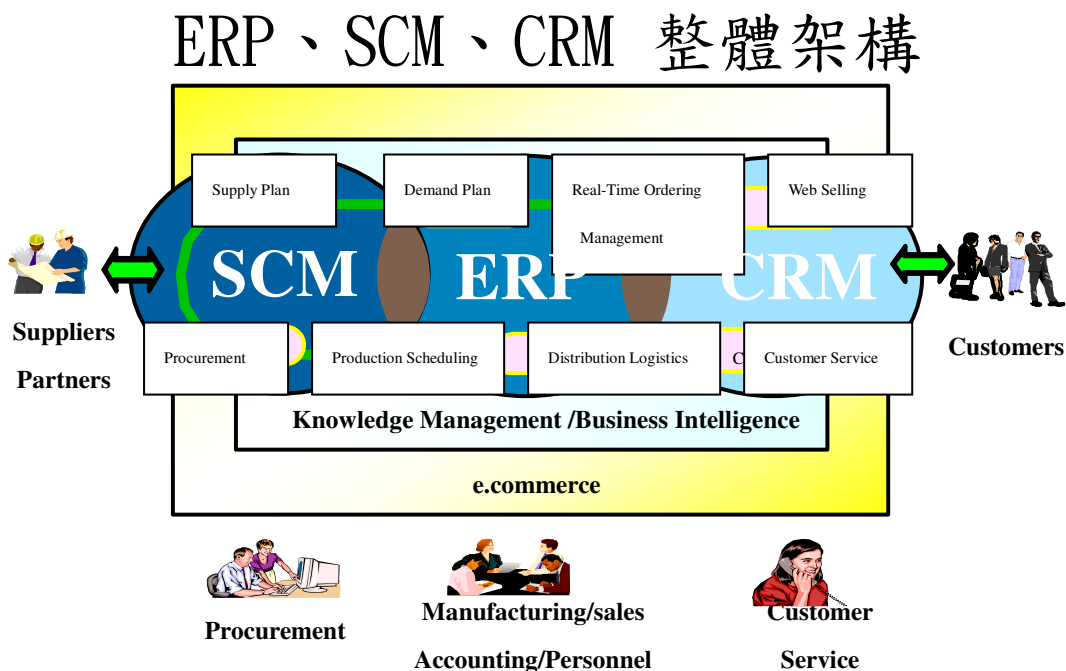 ERP、SCM、CRM 整體架構
Supply Plan
Demand Plan
Real-Time Ordering
Management
Web Selling
SCM
ERP
CRM
Suppliers
Partners
Customers
Procurement
Production Scheduling
Distribution Logistics
C
Customer Service
Knowledge Management /Business Intelligence
e.commerce
Procurement
Manufacturing/sales
Accounting/Personnel
Customer
Service